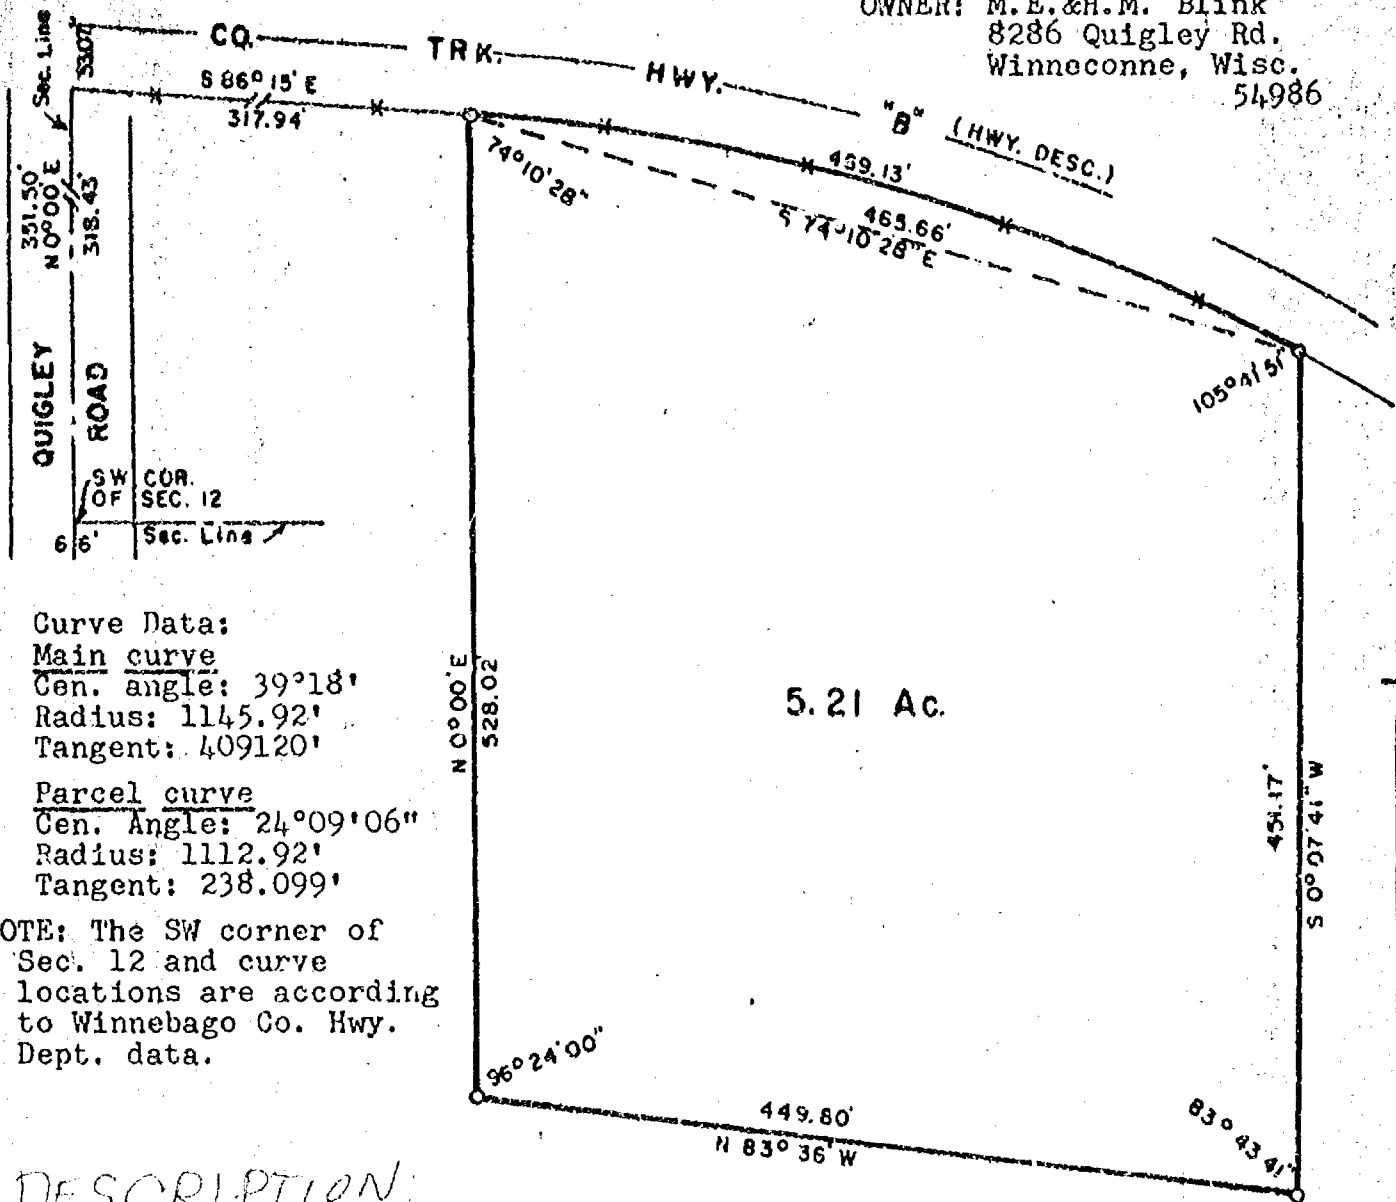 OWNER: M.E.&H.M. Blink
8286 Quigley Rd.
Winneconne, Wisc.
54986
CO. TRK. HWY. "B" (HWY. DESC.)
Sec. Line
33.07'
S 86° 15' E
317.94'
351.50'
N 0°00' E
318.43'
QUIGLEY
ROAD
SW COR.
OF SEC. 12
66'
Sec. Line
74°10'28"
469.13'
465.66'
S 74°10'28" E
105°41'51"
N 0°00' E
528.02
5.21 Ac.
451.17'
S 0°07'41" W
96°24'00"
449.80'
N 83° 36' W
83° 43' 41"
Curve Data:
Main curve
Cen. angle: 39°18'
Radius: 1145.92'
Tangent: 409120'
Parcel curve
Cen. Angle: 24°09'06"
Radius: 1112.92'
Tangent: 238.099'
OTE: The SW corner of
Sec. 12 and curve
locations are according
to Winnebago Co. Hwy.
Dept. data.
DESCRIPTION: